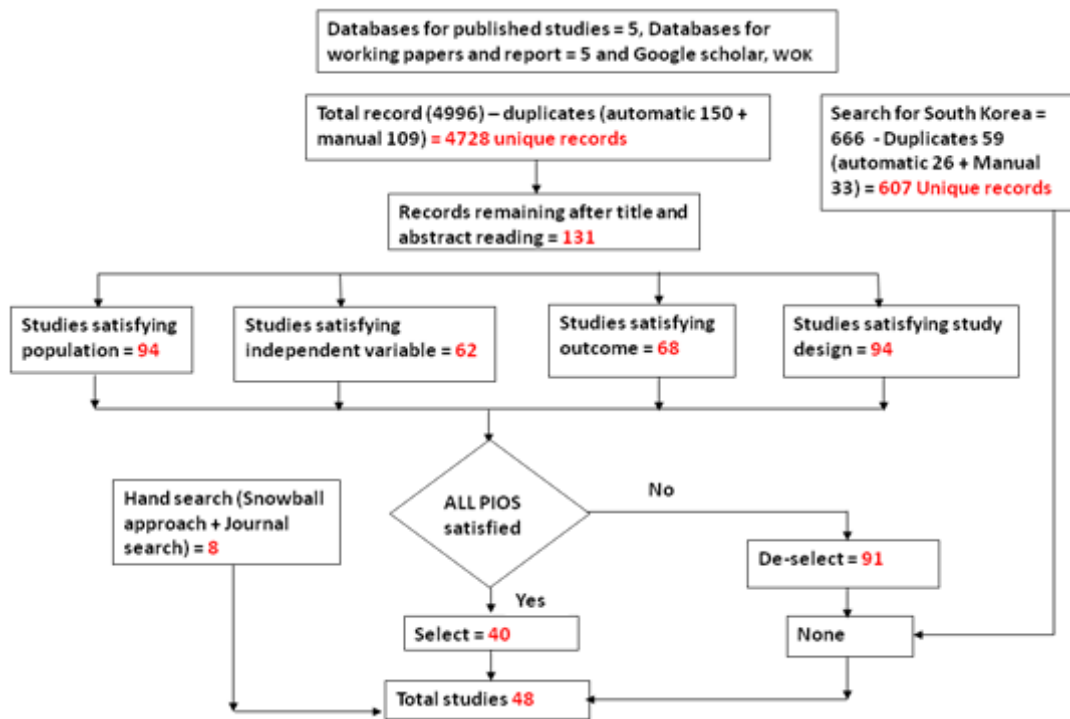 Databases for published studies = 5, Databases for
working papers and report = 5 and Google scholar, WOK
Total record (4996) – duplicates (automatic 150 +
manual 109) = 4728 unique records
Search for South Korea =
666 - Duplicates 59
(automatic 26 + Manual
33) = 607 Unique records
Records remaining after title and
abstract reading = 131
Studies satisfying
population = 94
Studies satisfying
independent variable = 62
Studies satisfying
outcome = 68
Studies satisfying study
design = 94
Hand search (Snowball
approach + Journal
search) = 8
ALL PIOS
satisfied
No
De-select = 91
Yes
Select = 40
None
Total studies 48